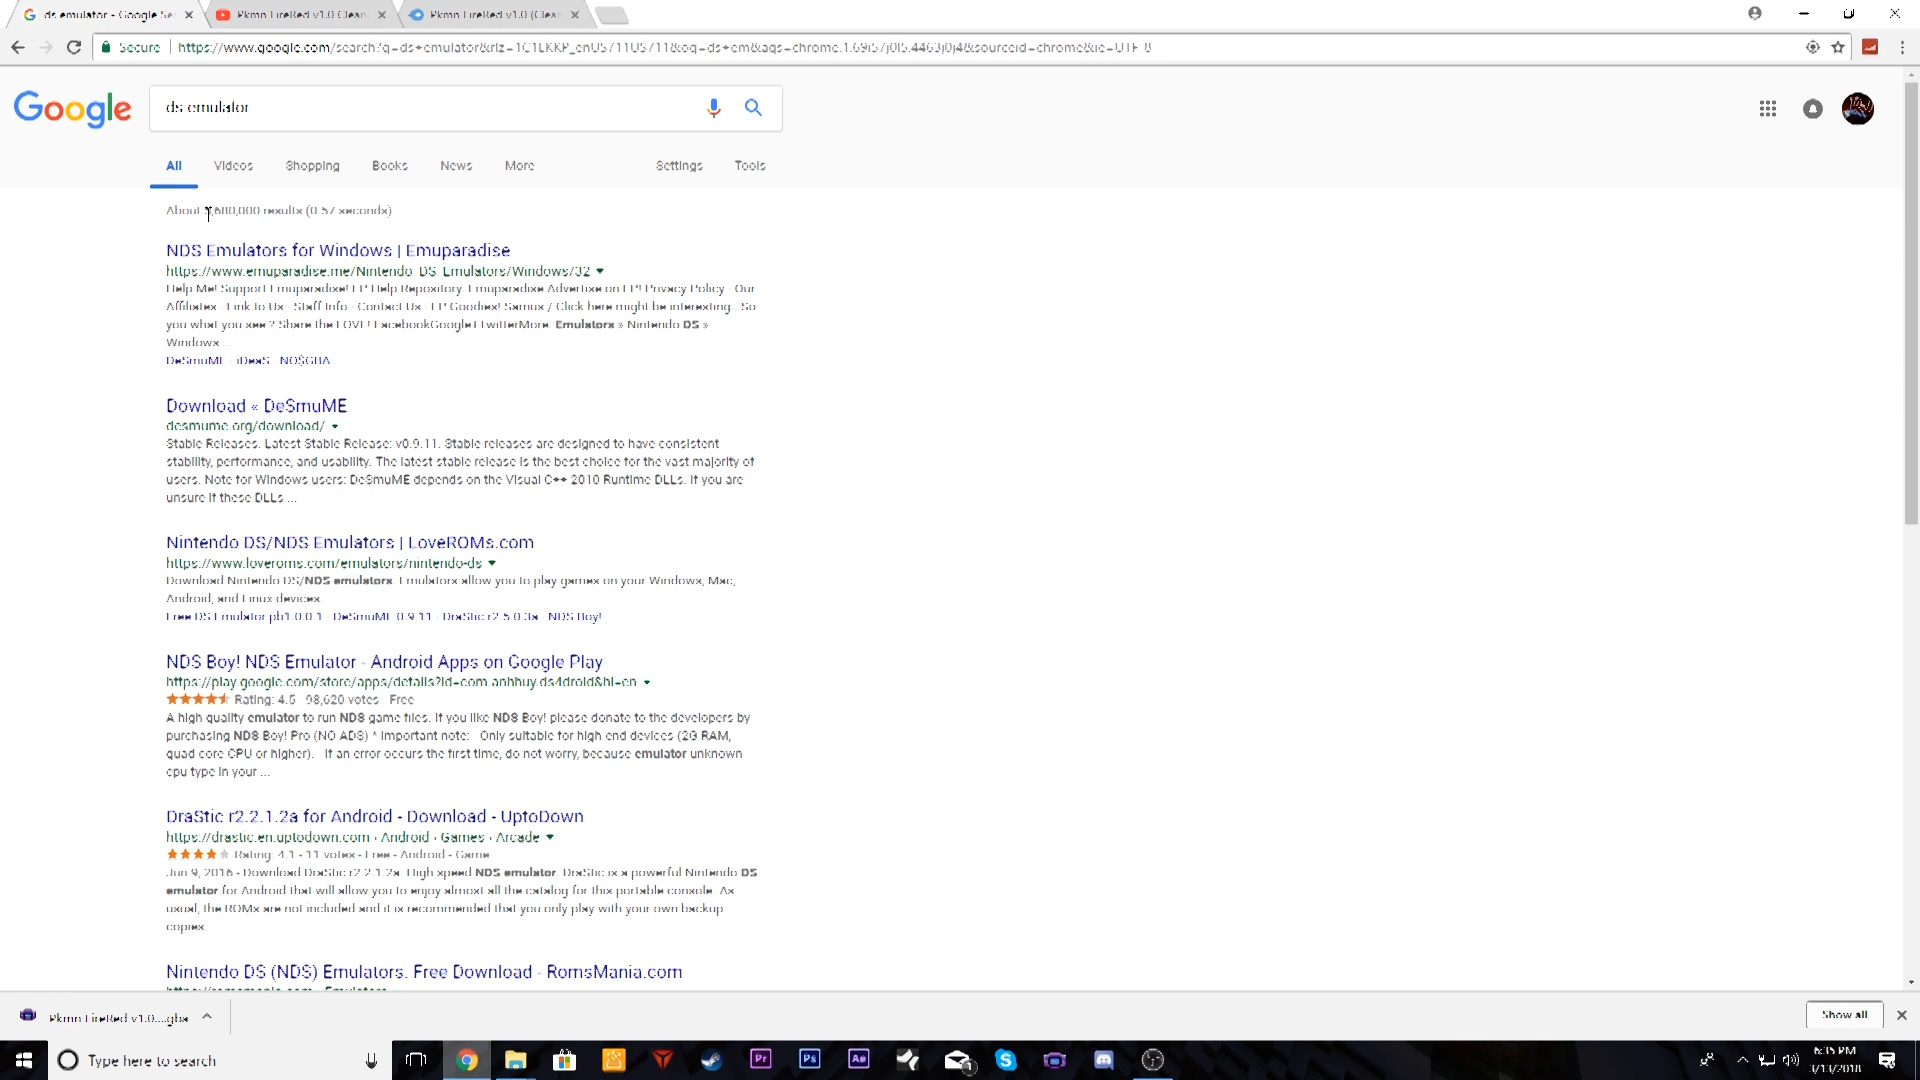 ds emulator - Google Se
Pkmn FireRed v1.0 Clean
Pkmn FireRed v1.0 (Clea
Secure
https://www.google.com/search?q=ds+emulator&rlz=1C1LKKP_enUS711US711&oq=ds+em&aqs=chrome.1.69i57j0l5.4463j0j4&sourceid=chrome&ie=UTF-8
Google
ds emulator
All Videos Shopping Books News More Settings Tools
About ,680,000 results (0.57 seconds)
NDS Emulators for Windows | Emuparadise
https://www.emuparadise.me/Nintendo_DS_Emulators/Windows/32
Help Me! Support Emuparadise! EP Help Repository. Emuparadise Advertise on EP! Privacy Policy · Our
Affiliates · Link To Us · Staff Info · Contact Us · EP Goodies! Samus / Click here might be interesting.. So
you what you see ? Share the LOVE! FacebookGoogle+TwitterMore. Emulators » Nintendo DS »
Windows ...
DeSmuME · iDeaS · NO$GBA
Download « DeSmuME
desmume.org/download/
Stable Releases. Latest Stable Release: v0.9.11. Stable releases are designed to have consistent
stability, performance, and usability. The latest stable release is the best choice for the vast majority of
users. Note for Windows users: DeSmuME depends on the Visual C++ 2010 Runtime DLLs. If you are
unsure if these DLLs ...
Nintendo DS/NDS Emulators | LoveROMs.com
https://www.loveroms.com/emulators/nintendo-ds
Download Nintendo DS/NDS emulators. Emulators allow you to play games on your Windows, Mac,
Android, and Linux devices.
Free DS Emulator pb1.0.0.1 · DeSmuME 0.9.11 · DraStic r2.5.0.3a · NDS Boy!
NDS Boy! NDS Emulator - Android Apps on Google Play
https://play.google.com/store/apps/details?id=com.anhhuy.ds4droid&hl=en
Rating: 4.5 - 98,620 votes - Free
A high quality emulator to run NDS game files. If you like NDS Boy! please donate to the developers by
purchasing NDS Boy! Pro (NO ADS) * Important note: - Only suitable for high end devices (2G RAM,
quad core CPU or higher). - If an error occurs the first time, do not worry, because emulator unknown
cpu type in your ...
DraStic r2.2.1.2a for Android - Download - UptoDown
https://drastic.en.uptodown.com › Android › Games › Arcade
Rating: 4.1 - 11 votes - Free - Android - Game
Jun 9, 2016 - Download DraStic r2.2.1.2a. High speed NDS emulator. DraStic is a powerful Nintendo DS
emulator for Android that will allow you to enjoy almost all the catalog for this portable console. As
usual, the ROMs are not included and it is recommended that you only play with your own backup
copies.
Nintendo DS (NDS) Emulators. Free Download - RomsMania.com
Pkmn FireRed v1.0....gba
Show all
Type here to search
Pr Ps Ae 1
6:35 PM
3/13/2018